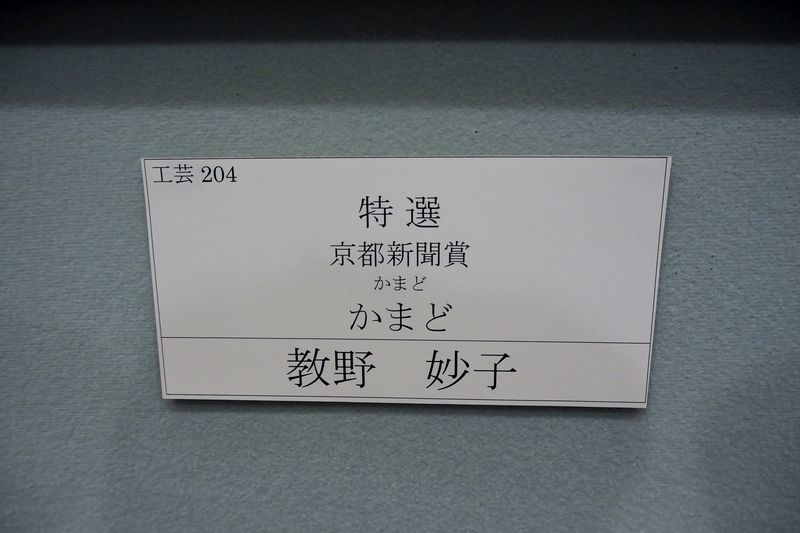 工芸 204
特選
京都新聞賞
かまど
かまど
教野 妙子